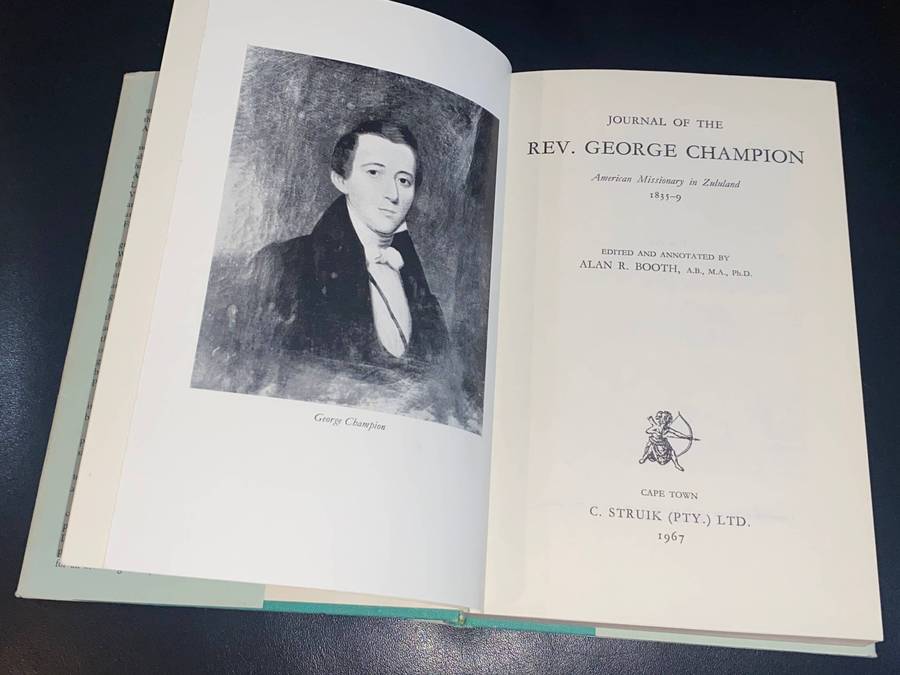 George Champion
JOURNAL OF THE
REV. GEORGE CHAMPION
American Missionary in Zululand
1835–9
EDITED AND ANNOTATED BY
ALAN R. BOOTH, A.B., M.A., Ph.D.
CAPE TOWN
C. STRUIK (PTY.) LTD.
1967